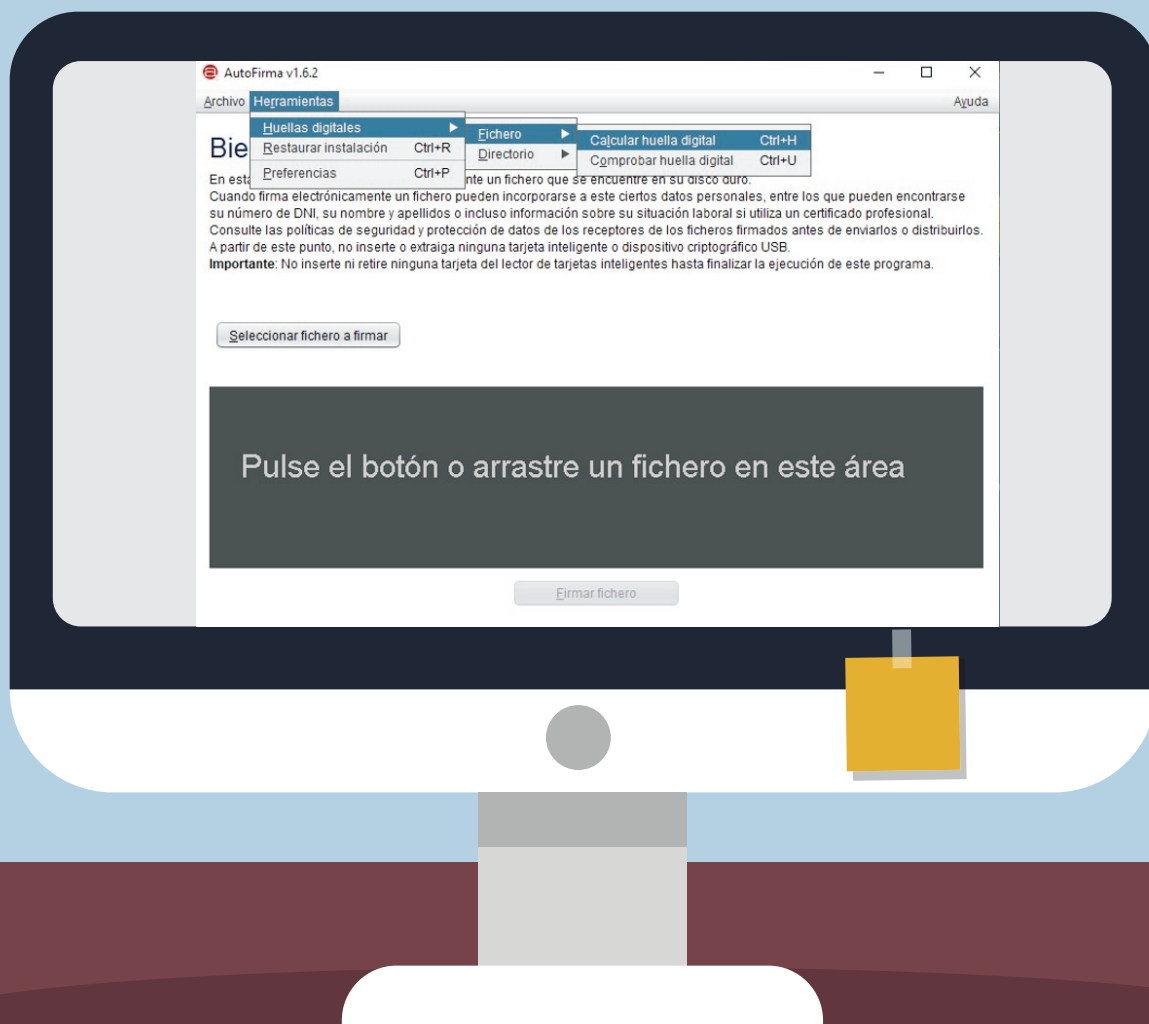 AutoFirma v1.6.2
Archivo Herramientas Ayuda
Huellas digitales
Restaurar instalación Ctrl+R
Preferencias Ctrl+P
Fichero
Directorio
Calcular huella digital Ctrl+H
Comprobar huella digital Ctrl+U
Bie
En esta nte un fichero que se encuentre en su disco duro.
Cuando firma electrónicamente un fichero pueden incorporarse a este ciertos datos personales, entre los que pueden encontrarse
su número de DNI, su nombre y apellidos o incluso información sobre su situación laboral si utiliza un certificado profesional.
Consulte las políticas de seguridad y protección de datos de los receptores de los ficheros firmados antes de enviarlos o distribuirlos.
A partir de este punto, no inserte o extraiga ninguna tarjeta inteligente o dispositivo criptográfico USB.
Importante: No inserte ni retire ninguna tarjeta del lector de tarjetas inteligentes hasta finalizar la ejecución de este programa.
Seleccionar fichero a firmar
Pulse el botón o arrastre un fichero en este área
Firmar fichero